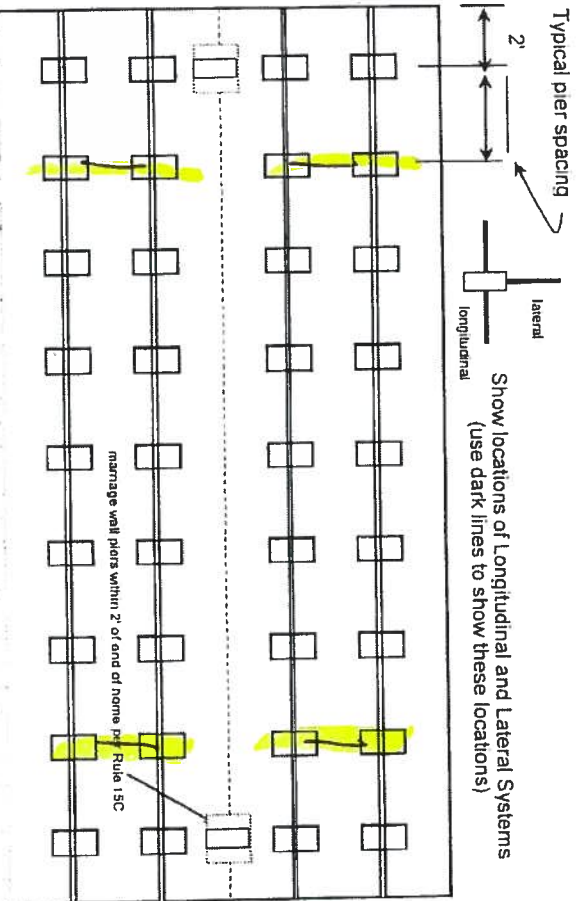 Typical pier spacing
2'
lateral
longitudinal
Show locations of Longitudinal and Lateral Systems
(use dark lines to show these locations)
marriage wall piers within 2' of end of home per Rule 15C